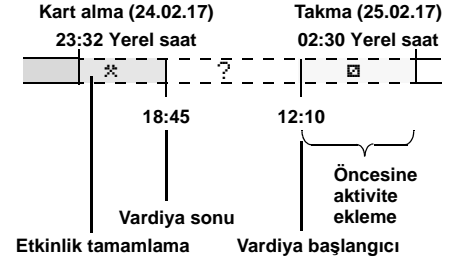 Kart alma (24.02.17) Takma (25.02.17)
23:32 Yerel saat 02:30 Yerel saat
?
18:45 12:10
Öncesine
aktivite
ekleme
Vardiya sonu
Etkinlik tamamlama Vardiya başlangıcı